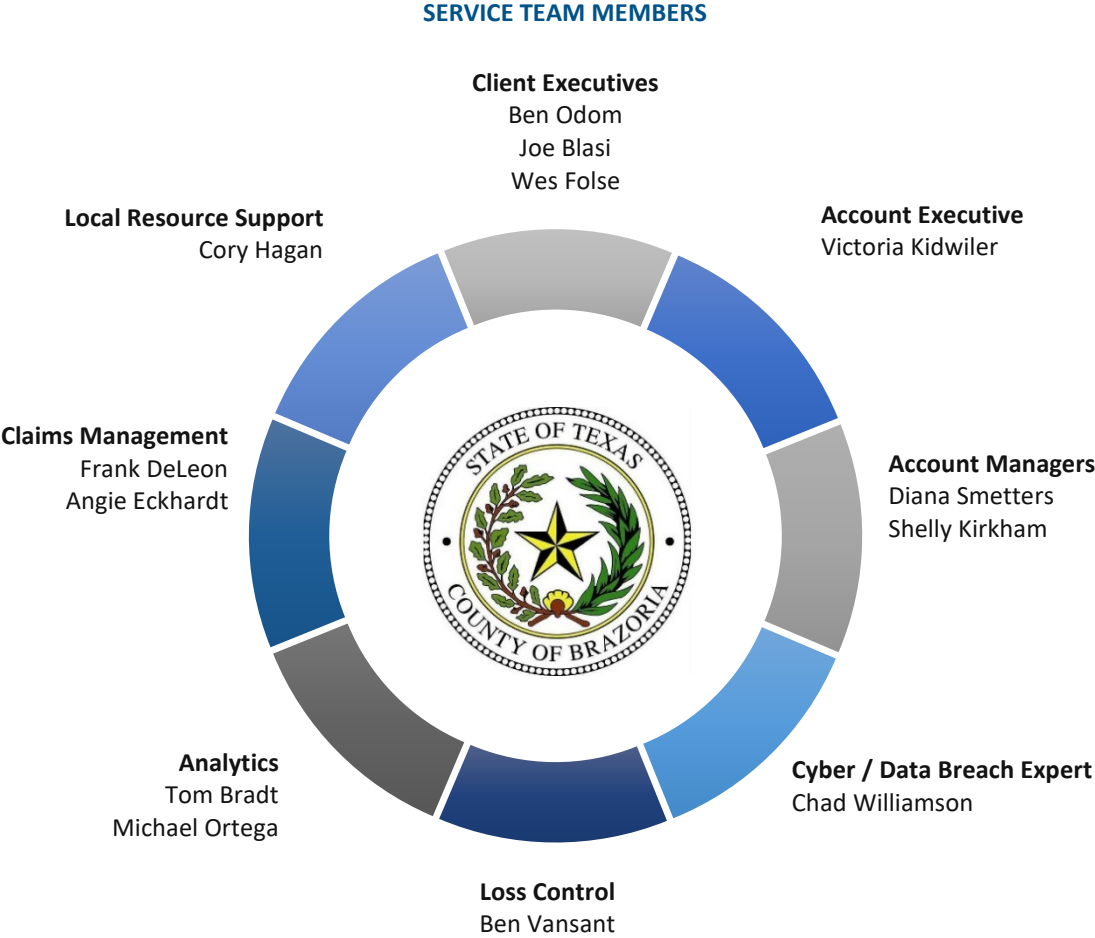 SERVICE TEAM MEMBERS
Client Executives
Ben Odom
Joe Blasi
Wes Folse
Account Executive
Victoria Kidwiler
Account Managers
Diana Smetters
Shelly Kirkham
Cyber / Data Breach Expert
Chad Williamson
Loss Control
Ben Vansant
Analytics
Tom Bradt
Michael Ortega
Claims Management
Frank DeLeon
Angie Eckhardt
Local Resource Support
Cory Hagan
STATE OF TEXAS
COUNTY OF BRAZORIA